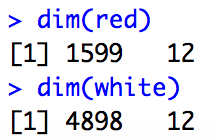 > dim(red)
[1] 1599   12
> dim(white)
[1] 4898   12